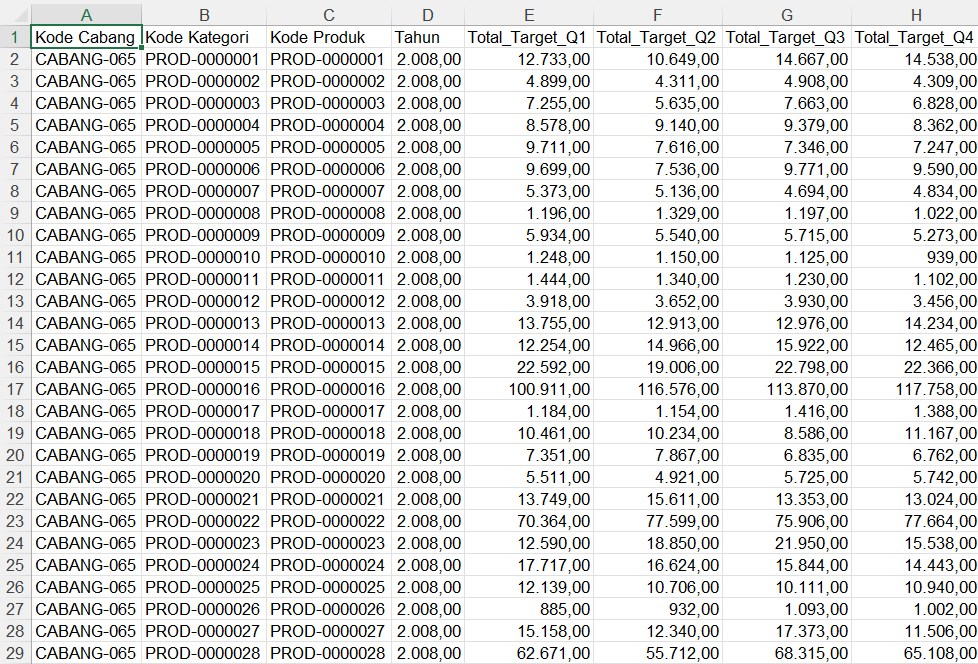 A B C D E F G H
1 Kode Cabang Kode Kategori Kode Produk Tahun Total_Target_Q1 Total_Target_Q2 Total_Target_Q3 Total_Target_Q4
2 CABANG-065 PROD-0000001 PROD-0000001 2.008,00 12.733,00 10.649,00 14.667,00 14.538,00
3 CABANG-065 PROD-0000002 PROD-0000002 2.008,00 4.899,00 4.311,00 4.908,00 4.309,00
4 CABANG-065 PROD-0000003 PROD-0000003 2.008,00 7.255,00 5.635,00 7.663,00 6.828,00
5 CABANG-065 PROD-0000004 PROD-0000004 2.008,00 8.578,00 9.140,00 9.379,00 8.362,00
6 CABANG-065 PROD-0000005 PROD-0000005 2.008,00 9.711,00 7.616,00 7.346,00 7.247,00
7 CABANG-065 PROD-0000006 PROD-0000006 2.008,00 9.699,00 7.536,00 9.771,00 9.590,00
8 CABANG-065 PROD-0000007 PROD-0000007 2.008,00 5.373,00 5.136,00 4.694,00 4.834,00
9 CABANG-065 PROD-0000008 PROD-0000008 2.008,00 1.196,00 1.329,00 1.197,00 1.022,00
10 CABANG-065 PROD-0000009 PROD-0000009 2.008,00 5.934,00 5.540,00 5.715,00 5.273,00
11 CABANG-065 PROD-0000010 PROD-0000010 2.008,00 1.248,00 1.150,00 1.125,00 939,00
12 CABANG-065 PROD-0000011 PROD-0000011 2.008,00 1.444,00 1.340,00 1.230,00 1.102,00
13 CABANG-065 PROD-0000012 PROD-0000012 2.008,00 3.918,00 3.652,00 3.930,00 3.456,00
14 CABANG-065 PROD-0000013 PROD-0000013 2.008,00 13.755,00 12.913,00 12.976,00 14.234,00
15 CABANG-065 PROD-0000014 PROD-0000014 2.008,00 12.254,00 14.966,00 15.922,00 12.465,00
16 CABANG-065 PROD-0000015 PROD-0000015 2.008,00 22.592,00 19.006,00 22.798,00 22.366,00
17 CABANG-065 PROD-0000016 PROD-0000016 2.008,00 100.911,00 116.576,00 113.870,00 117.758,00
18 CABANG-065 PROD-0000017 PROD-0000017 2.008,00 1.184,00 1.154,00 1.416,00 1.388,00
19 CABANG-065 PROD-0000018 PROD-0000018 2.008,00 10.461,00 10.234,00 8.586,00 11.167,00
20 CABANG-065 PROD-0000019 PROD-0000019 2.008,00 7.351,00 7.867,00 6.835,00 6.762,00
21 CABANG-065 PROD-0000020 PROD-0000020 2.008,00 5.511,00 4.921,00 5.725,00 5.742,00
22 CABANG-065 PROD-0000021 PROD-0000021 2.008,00 13.749,00 15.611,00 13.353,00 13.024,00
23 CABANG-065 PROD-0000022 PROD-0000022 2.008,00 70.364,00 77.599,00 75.906,00 77.664,00
24 CABANG-065 PROD-0000023 PROD-0000023 2.008,00 12.590,00 18.850,00 21.950,00 15.538,00
25 CABANG-065 PROD-0000024 PROD-0000024 2.008,00 17.717,00 16.624,00 15.844,00 14.443,00
26 CABANG-065 PROD-0000025 PROD-0000025 2.008,00 12.139,00 10.706,00 10.111,00 10.940,00
27 CABANG-065 PROD-0000026 PROD-0000026 2.008,00 885,00 932,00 1.093,00 1.002,00
28 CABANG-065 PROD-0000027 PROD-0000027 2.008,00 15.158,00 12.340,00 17.373,00 11.506,00
29 CABANG-065 PROD-0000028 PROD-0000028 2.008,00 62.671,00 55.712,00 68.315,00 65.108,00